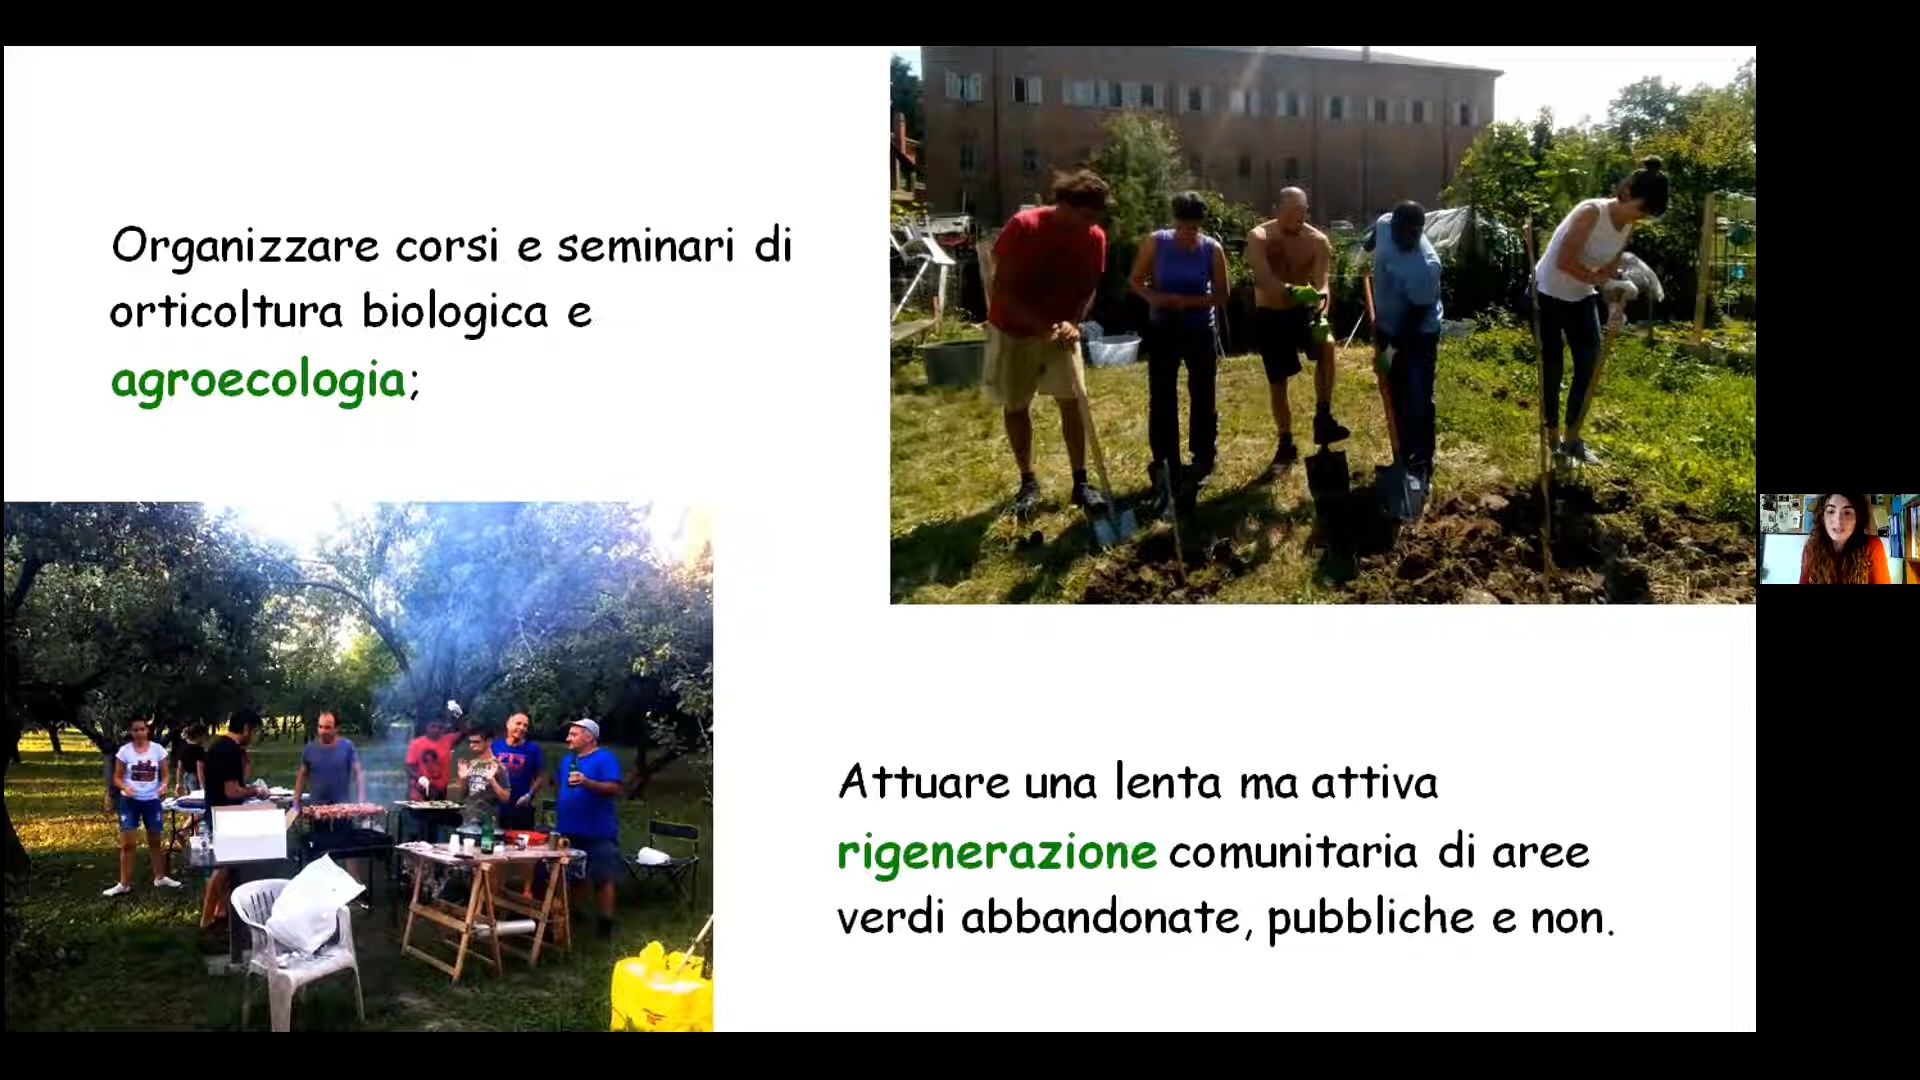 Organizzare corsi e seminari di
orticoltura biologica e
agroecologia;
Attuare una lenta ma attiva
rigenerazione comunitaria di aree
verdi abbandonate, pubbliche e non.